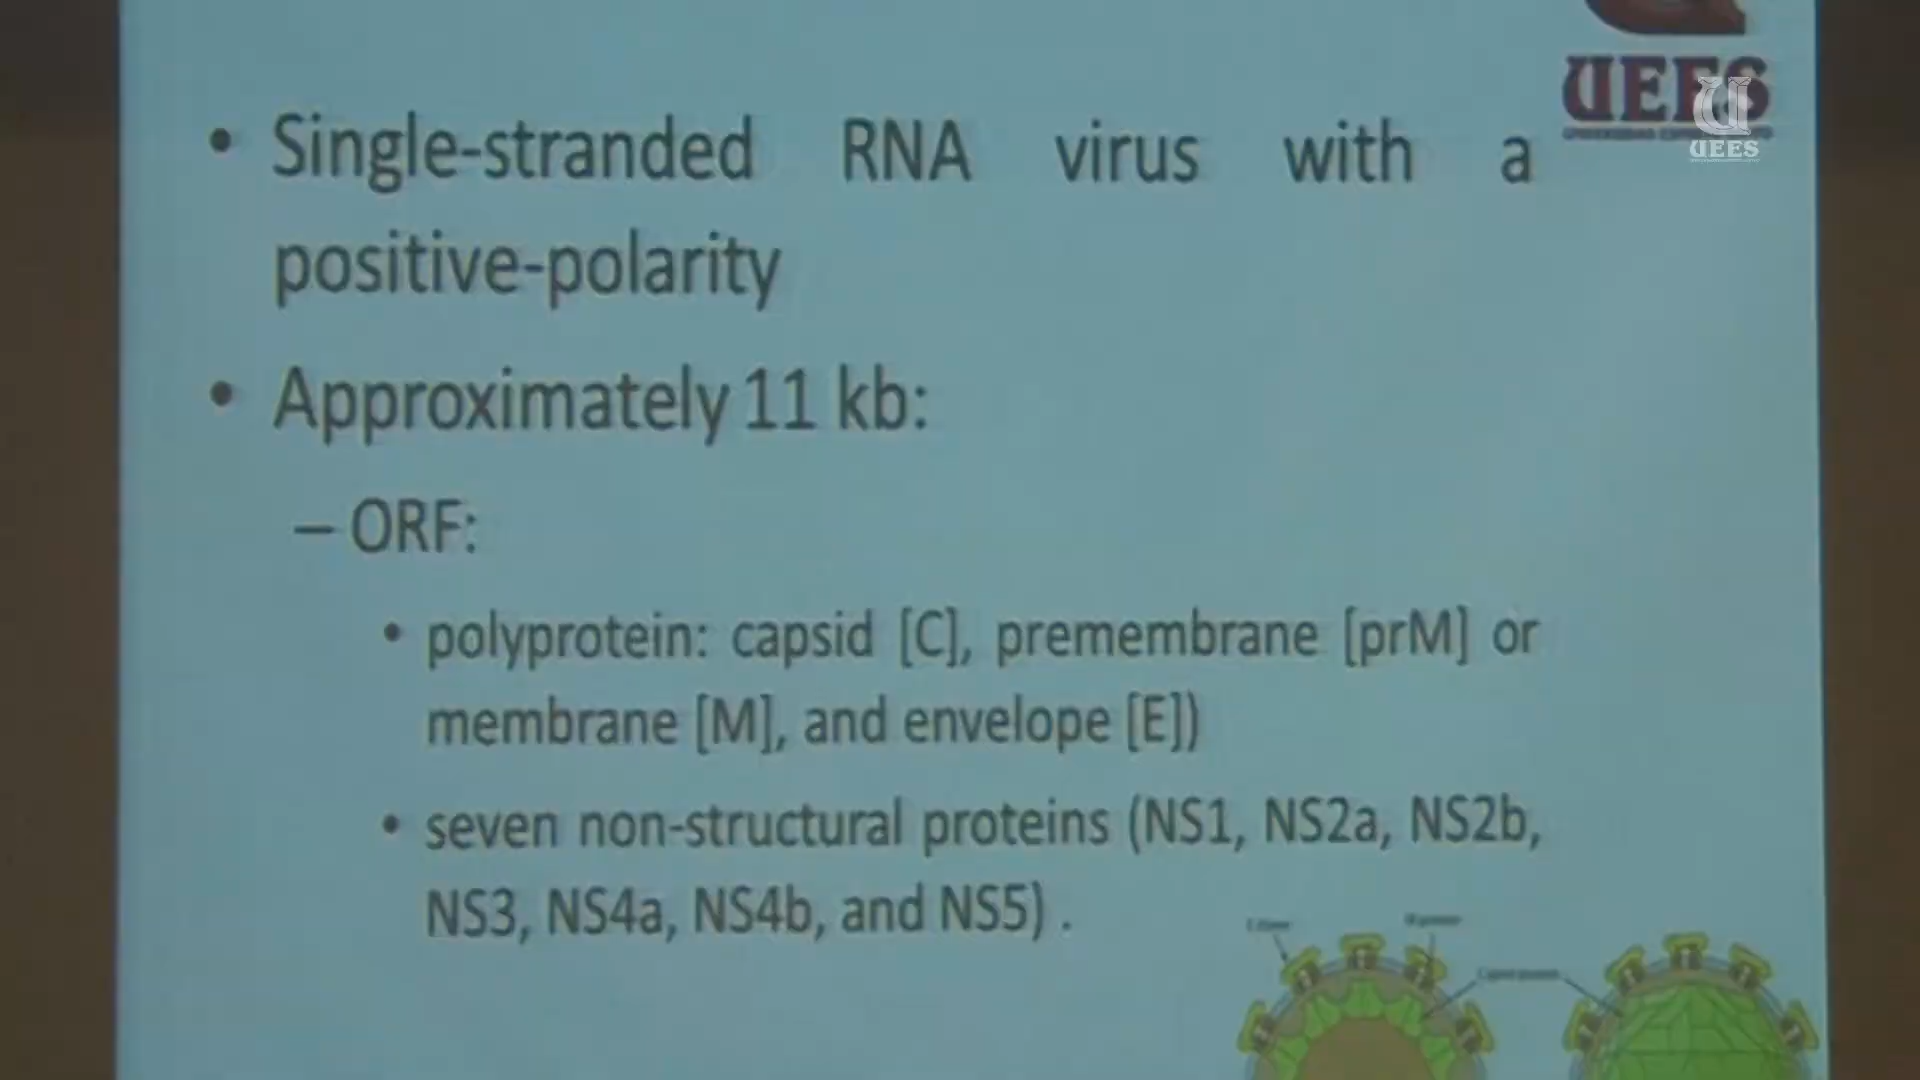 UEES
UEES
• Single-stranded RNA virus with a
positive-polarity
• Approximately 11 kb:
– ORF:
• polyprotein: capsid [C], premembrane [prM] or
membrane [M], and envelope [E])
• seven non-structural proteins (NS1, NS2a, NS2b,
NS3, NS4a, NS4b, and NS5) .